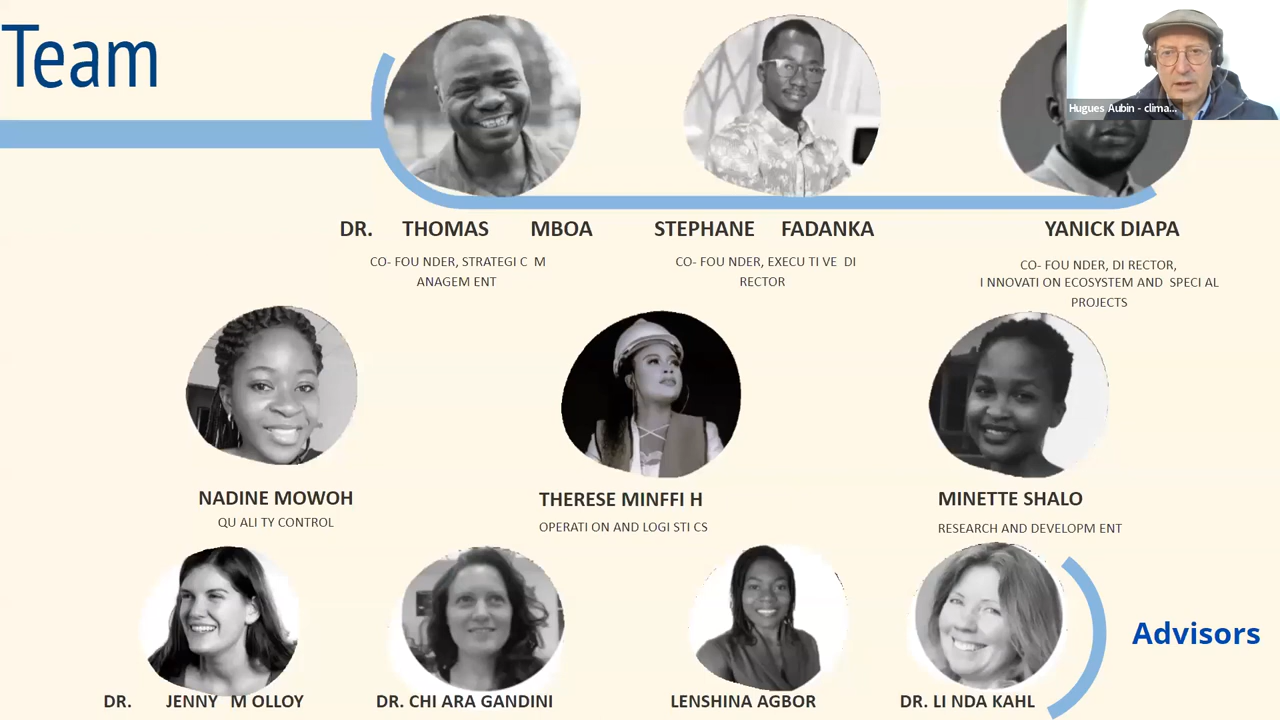 Team
Hugues Aubin - clima...
DR. THOMAS MBOA
CO- FOU NDER, STRATEGI C M
ANAGEM ENT
STEPHANE FADANKA
CO- FOU NDER, EXECU TI VE DI
RECTOR
YANICK DIAPA
CO- FOU NDER, DI RECTOR,
I NNOVATI ON ECOSYSTEM AND SPECI AL
PROJECTS
NADINE MOWOH
QU ALI TY CONTROL
THERESE MINFFI H
OPERATI ON AND LOGI STI CS
MINETTE SHALO
RESEARCH AND DEVELOPM ENT
Advisors
DR. JENNY M OLLOY
DR. CHI ARA GANDINI
LENSHINA AGBOR
DR. LI NDA KAHL